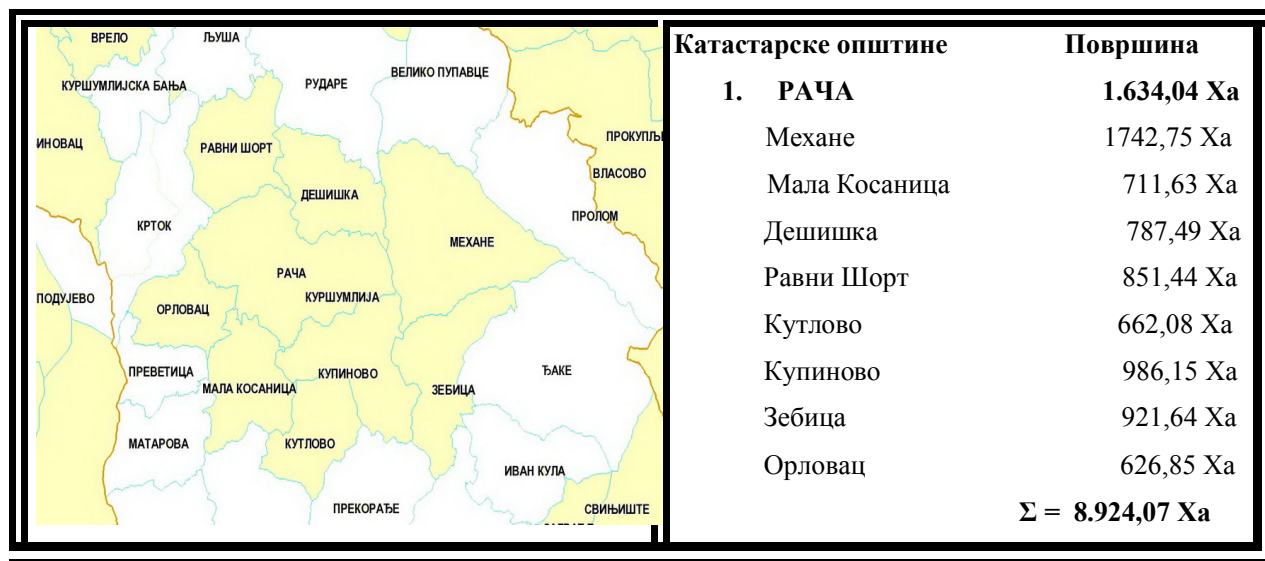 ВРЕЛО
ЉУША
КУРШУМЛИЈСКА БАЊА
РУДАРЕ
ВЕЛИКО ПУПАВЦЕ
ИНОВАЦ
РАВНИ ШОРТ
ПРОКУПЉ
ВЛАСОВО
ДЕШИШКА
КРТОК
ПРОЛОМ
МЕХАНЕ
РАЧА
ПОДУЈЕВО
ОРЛОВАЦ
КУРШУМЛИЈА
ПРЕВЕТИЦА
МАЛА КОСАНИЦА
КУПИНОВО
ЗЕБИЦА
ЂАКЕ
МАТАРОВА
КУТЛОВО
ИВАН КУЛА
ПРЕКОРАЂЕ
СВИЊИШТЕ
Катастарске општине Површина
1. РАЧА 1.634,04 Ха
Механе 1742,75 Ха
Мала Косаница 711,63 Ха
Дешишка 787,49 Ха
Равни Шорт 851,44 Ха
Кутлово 662,08 Ха
Купиново 986,15 Ха
Зебица 921,64 Ха
Орловац 626,85 Ха
Σ = 8.924,07 Ха